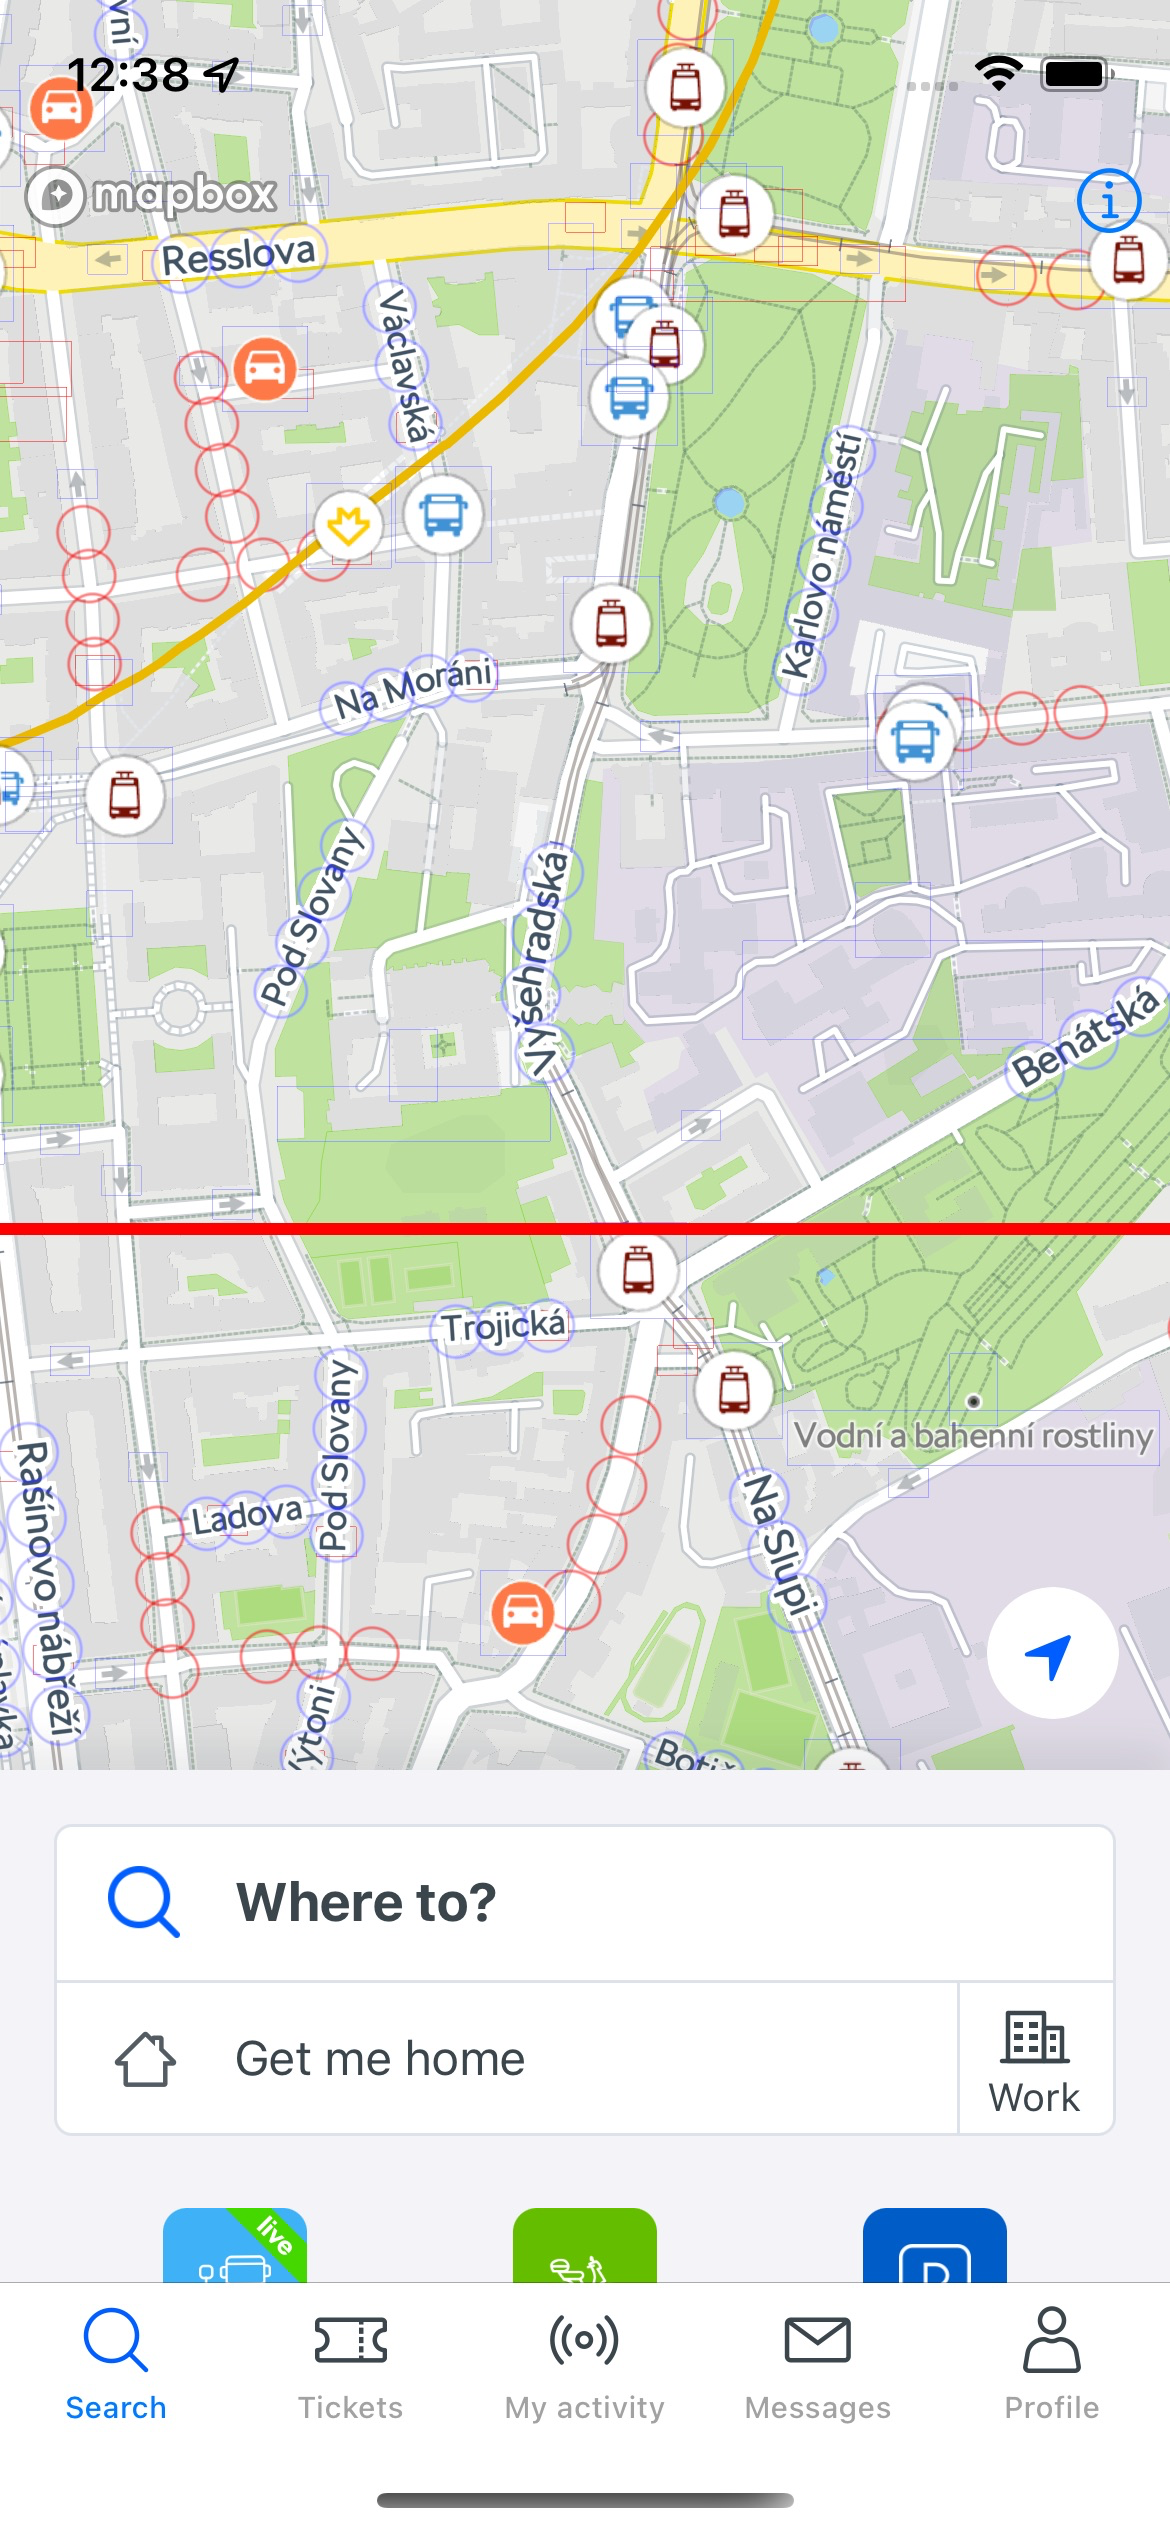 12:38
mapbox
Resslova
Václavská
Karlovo náměstí
Na Moráni
Pod Slovany
Vyšehradská
Benátská
Trojická
Pod Slovany
Vodní a bahenní rostliny
Rašínovo nábřeží
Ladova
Na Slupi
Where to?
Get me home
Work
live
Search
Tickets
My activity
Messages
Profile